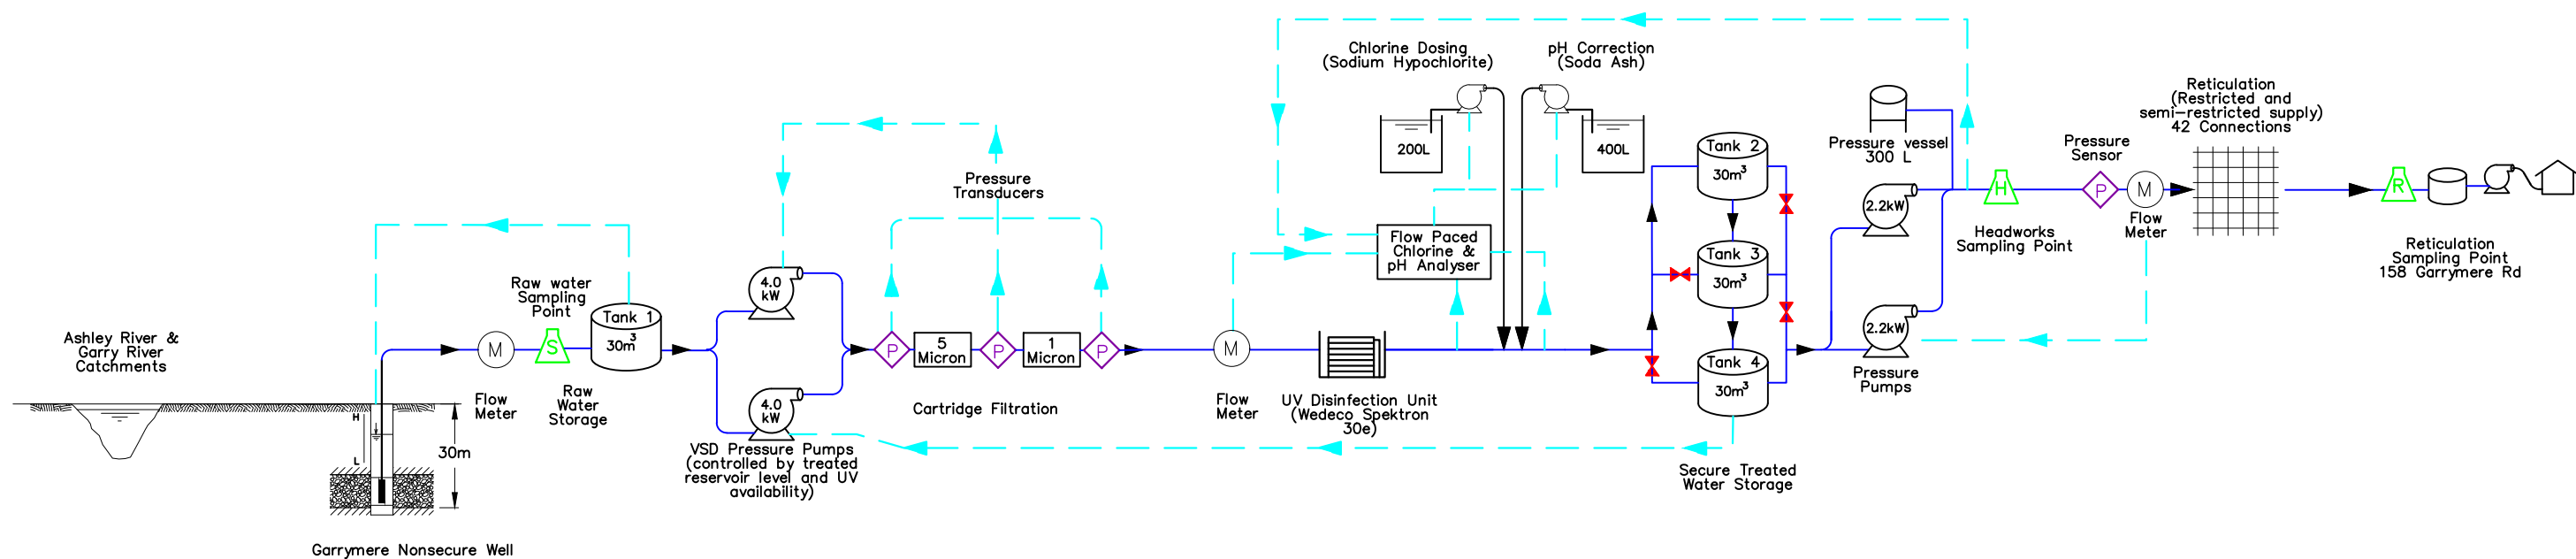 Ashley River &
Garry River
Catchments
H
L
30m
Garrymere Nonsecure Well
M
Flow
Meter
Raw water
Sampling
Point
S
Tank 1
30m³
Raw
Water
Storage
4.0
kW
4.0
kW
VSD Pressure Pumps
(controlled by treated
reservoir level and UV
availability)
Pressure
Transducers
P
5
Micron
P
1
Micron
P
Cartridge Filtration
M
Flow
Meter
UV Disinfection Unit
(Wedeco Spektron
30e)
Chlorine Dosing
(Sodium Hypochlorite)
200L
pH Correction
(Soda Ash)
400L
Flow Paced
Chlorine &
pH Analyser
Tank 2
30m³
Tank 3
30m³
Tank 4
30m³
Secure Treated
Water Storage
Pressure vessel
300 L
2.2kW
2.2kW
Pressure
Pumps
H
Headworks
Sampling Point
Pressure
Sensor
P
M
Flow
Meter
Reticulation
(Restricted and
semi-restricted supply)
42 Connections
R
Reticulation
Sampling Point
158 Garrymere Rd